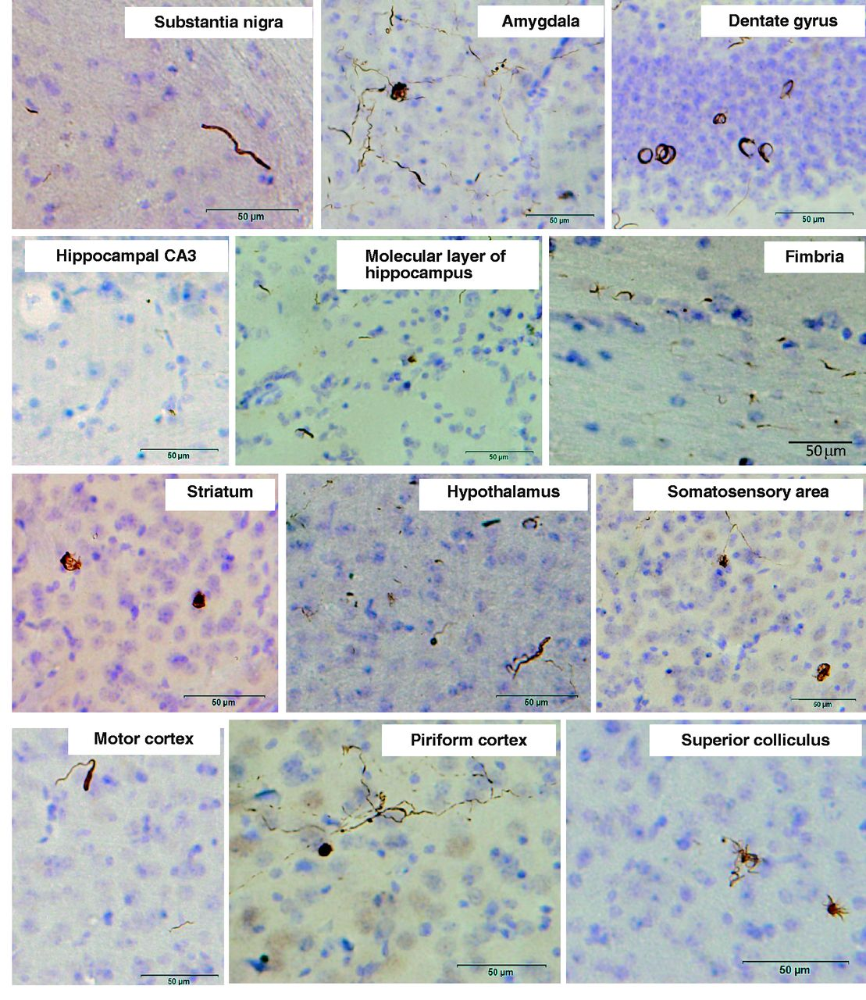 Substantia nigra
Amygdala
Dentate gyrus
50 µm
50 µm
50 µm
Hippocampal CA3
Molecular layer of
hippocampus
Fimbria
50 µm
50 µm
50 µm
Striatum
Hypothalamus
Somatosensory area
50 µm
50 µm
50 µm
Motor cortex
Piriform cortex
Superior colliculus
50 µm
50 µm
50 µm